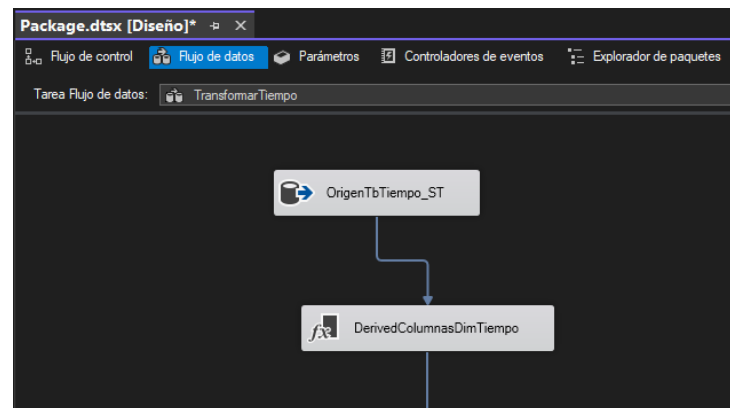 Package.dtsx [Diseño]*
Flujo de control Flujo de datos Parámetros Controladores de eventos Explorador de paquetes
Tarea Flujo de datos: TransformarTiempo
OrigenTbTiempo_ST
fx DerivedColumnasDimTiempo